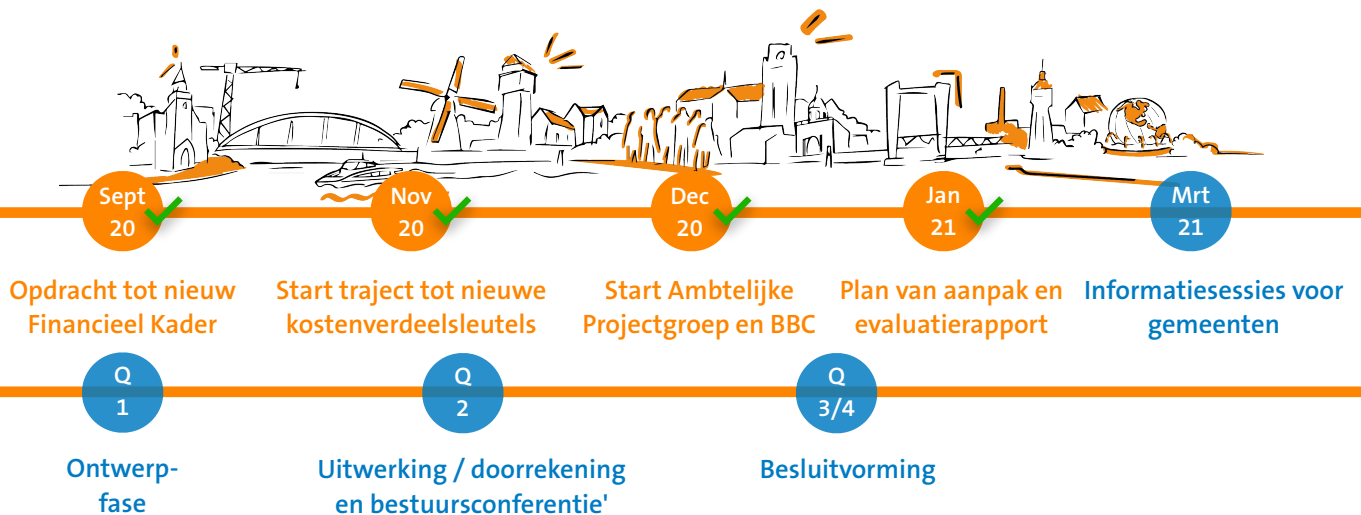 Sept
20
Nov
20
Dec
20
Jan
21
Mrt
21
Opdracht tot nieuw
Financieel Kader
Start traject tot nieuwe
kostenverdeelsleutels
Start Ambtelijke
Projectgroep en BBC
Plan van aanpak en
evaluatierapport
Informatiesessies voor
gemeenten
Q
1
Q
2
Q
3/4
Ontwerp-
fase
Uitwerking / doorrekening
en bestuursconferentie'
Besluitvorming